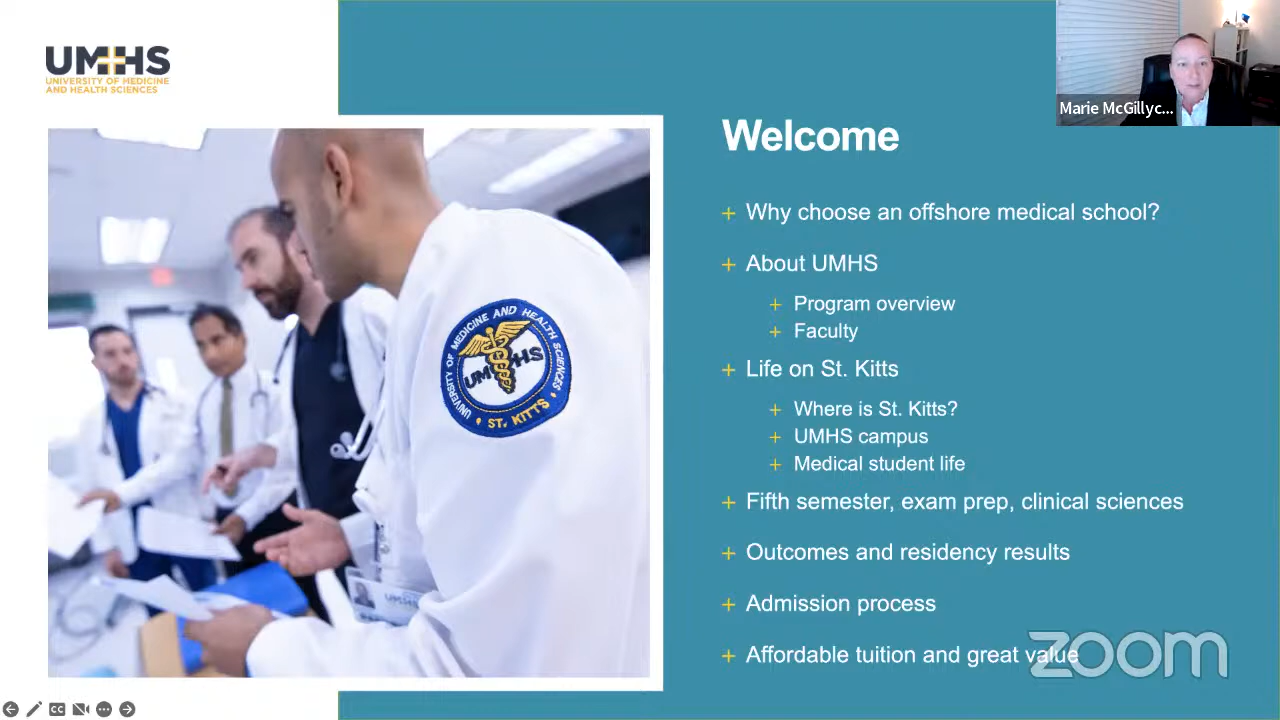 UMHS
UNIVERSITY OF MEDICINE
AND HEALTH SCIENCES
Marie McGillyc...
Welcome
+ Why choose an offshore medical school?
+ About UMHS
+ Program overview
+ Faculty
+ Life on St. Kitts
+ Where is St. Kitts?
+ UMHS campus
+ Medical student life
+ Fifth semester, exam prep, clinical sciences
+ Outcomes and residency results
+ Admission process
+ Affordable tuition and great value
zoom
UNIVERSITY OF MEDICINE AND HEALTH SCIENCES
UMHS
ST. KITTS
UMHS
CC